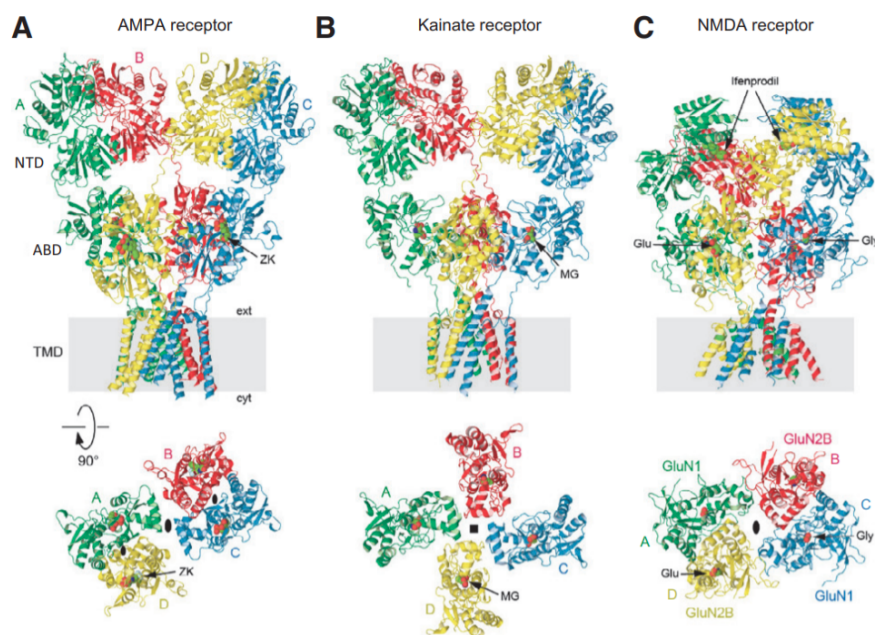 A AMPA receptor
B Kainate receptor
C NMDA receptor
B
D
A
C
NTD
ABD
ZK
ext
TMD
cyt
MG
Ifenprodil
Glu
Gly
90°
B
A
C
ZK
D
B
A
C
MG
D
GluN2B
GluN1
B
C
A
Gly
Glu
D
GluN2B
GluN1